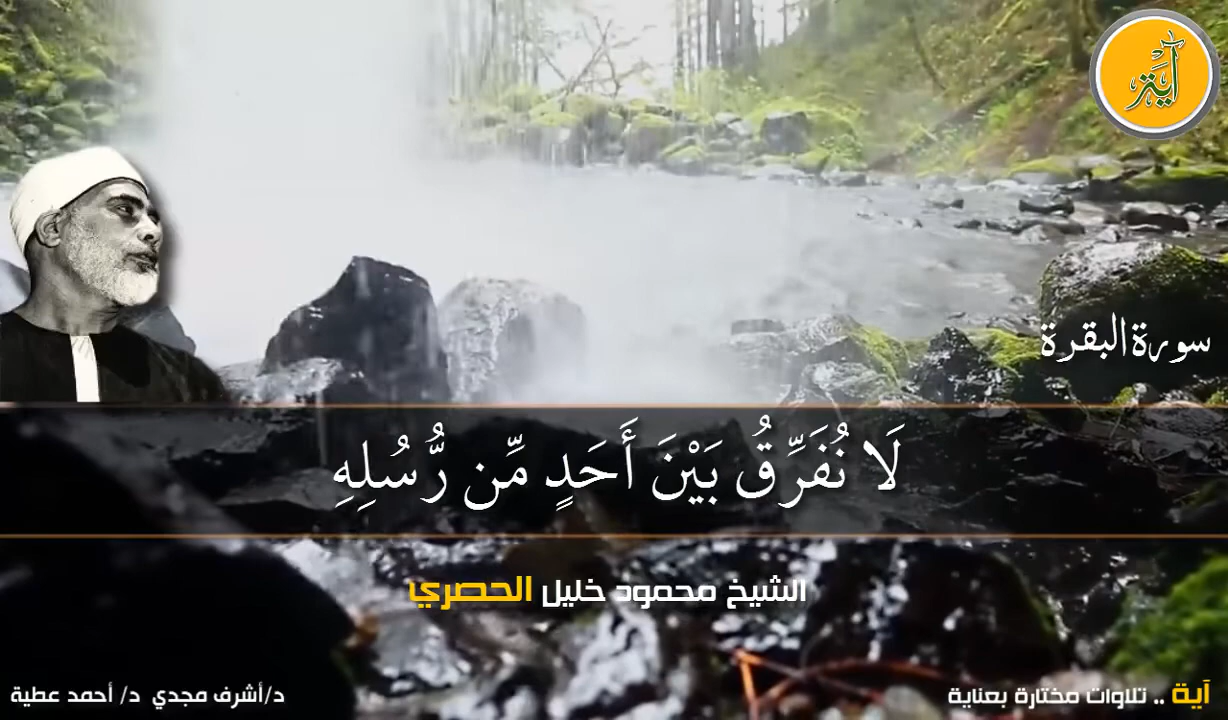 آية
سورة البقرة
لَا نُفَرِّقُ بَيْنَ أَحَدٍ مِّن رُّسُلِهِ
الشيخ محمود خليل الحصري
آية .. تلاوات مختارة بعناية
د/أشرف مجدي د/ أحمد عطية